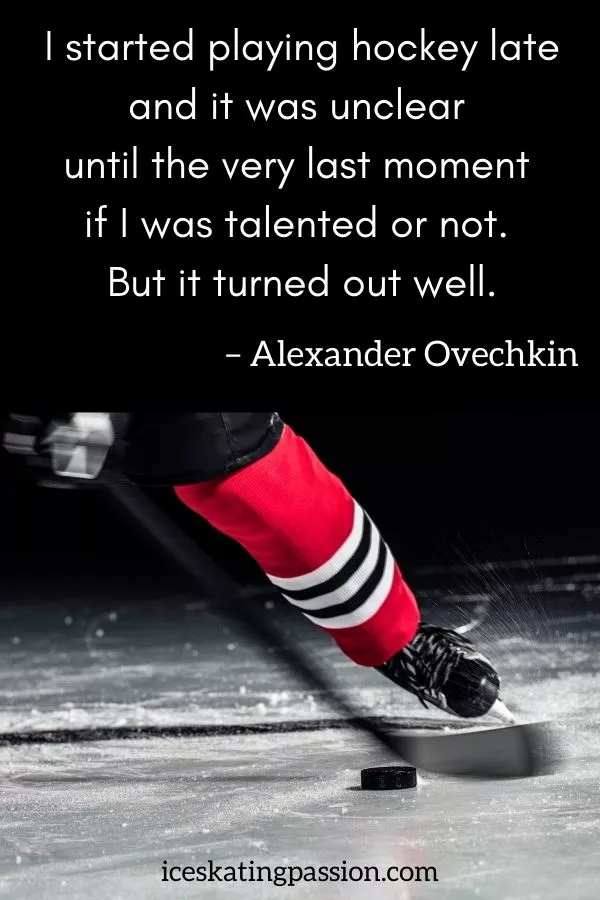 I started playing hockey late
and it was unclear
until the very last moment
if I was talented or not.
But it turned out well.
– Alexander Ovechkin
iceskatingpassion.com